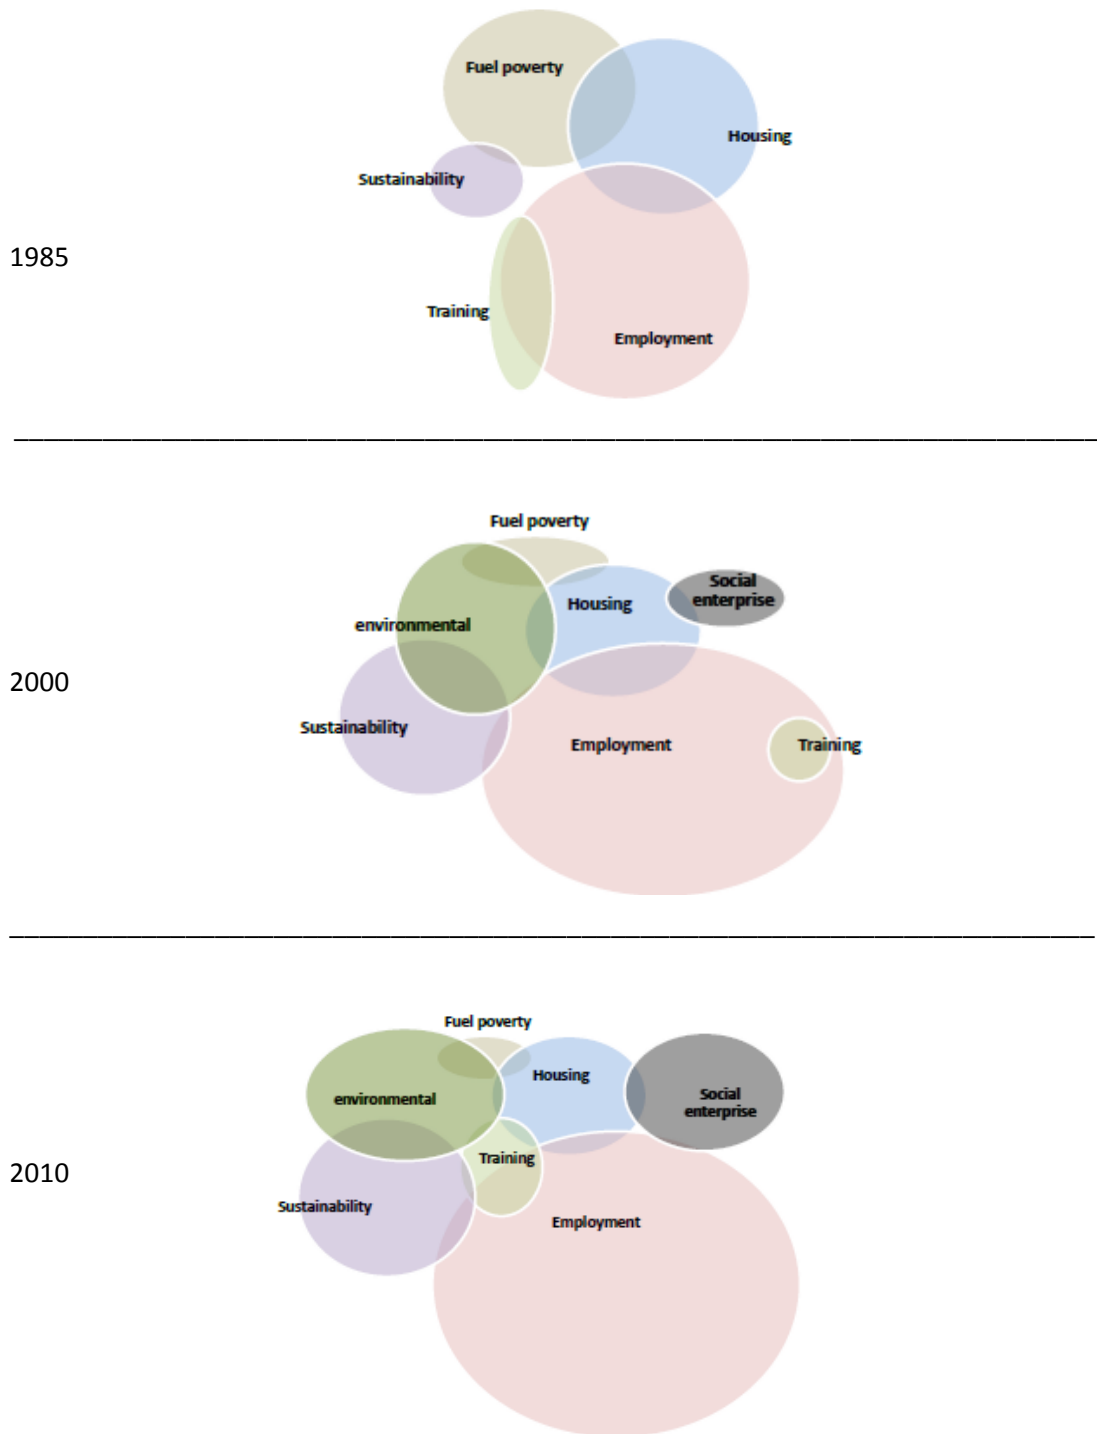 Fuel poverty
Housing
Sustainability
1985
Training
Employment
Fuel poverty
Social
enterprise
Housing
environmental
2000
Sustainability
Employment
Training
Fuel poverty
Housing
environmental
Social
enterprise
Training
2010
Sustainability
Employment